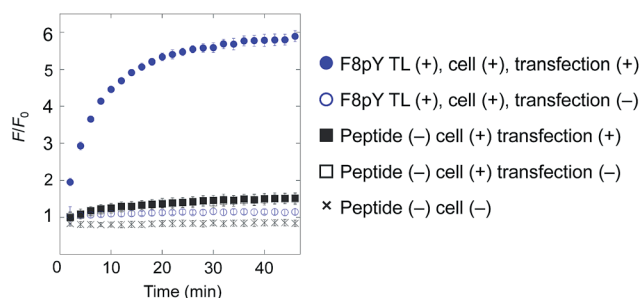 6
5
4
3
2
1
F/F0
0 10 20 30 40
Time (min)
F8pY TL (+), cell (+), transfection (+)
F8pY TL (+), cell (+), transfection (–)
Peptide (–) cell (+) transfection (+)
Peptide (–) cell (+) transfection (–)
Peptide (–) cell (–)